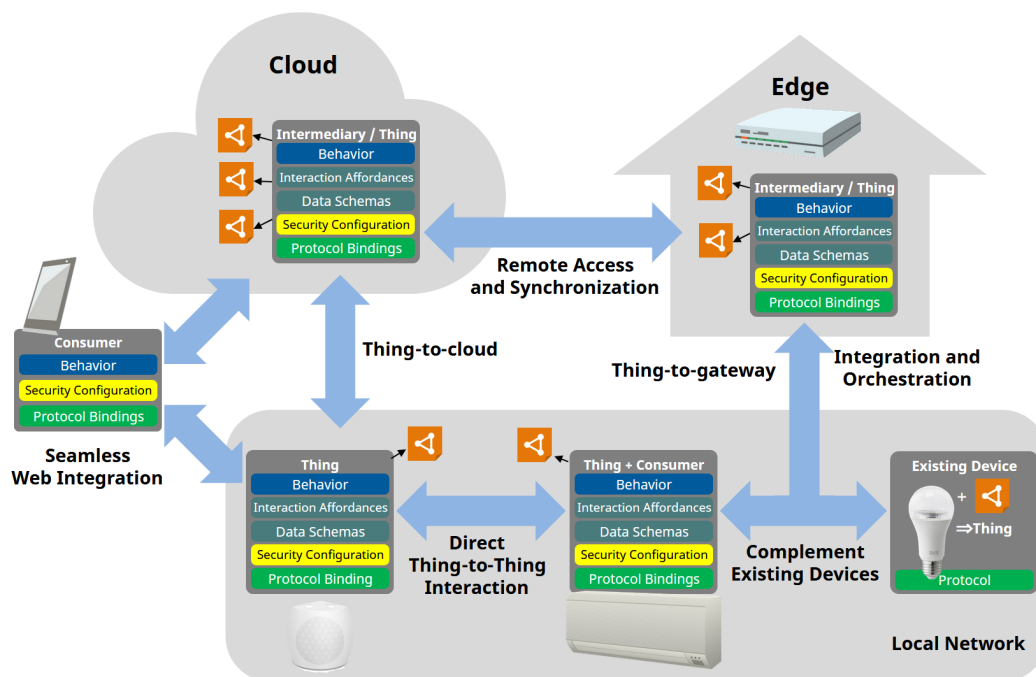 Cloud
Intermediary / Thing
Behavior
Interaction Affordances
Data Schemas
Security Configuration
Protocol Bindings
Edge
Intermediary / Thing
Behavior
Interaction Affordances
Data Schemas
Security Configuration
Protocol Bindings
Remote Access
and Synchronization
Consumer
Behavior
Security Configuration
Protocol Bindings
Thing-to-cloud
Thing-to-gateway
Integration and
Orchestration
Seamless
Web Integration
Thing
Behavior
Interaction Affordances
Data Schemas
Security Configuration
Protocol Binding
Direct
Thing-to-Thing
Interaction
Thing + Consumer
Behavior
Interaction Affordances
Data Schemas
Security Configuration
Protocol Bindings
Complement
Existing Devices
Existing Device
+
⇒Thing
Protocol
Local Network